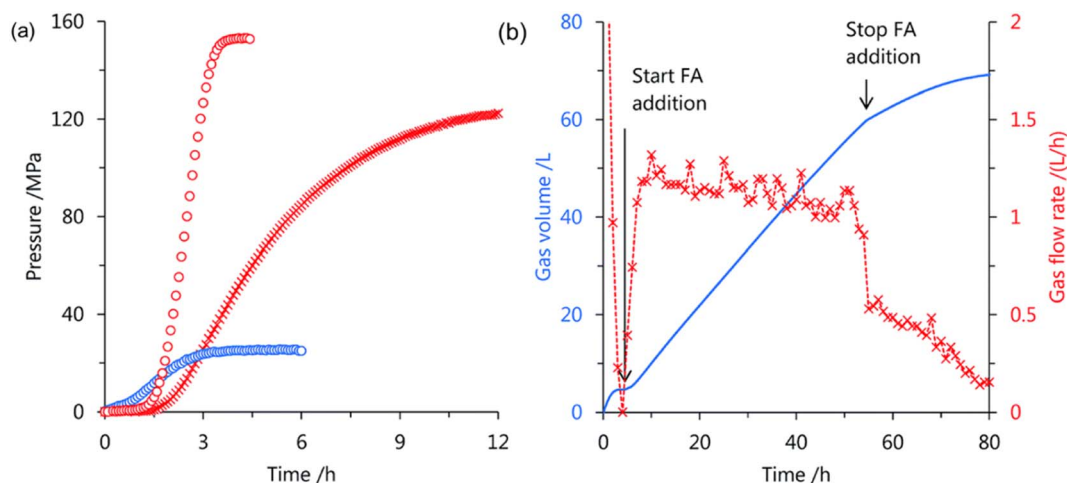 (a)
160
120
80
40
0
Pressure /MPa
0 3 6 9 12
Time /h
(b)
80
60
40
20
0
Gas volume /L
Start FA
addition
Stop FA
addition
2
1.5
1
0.5
0
Gas flow rate /(L/h)
0 20 40 60 80
Time /h